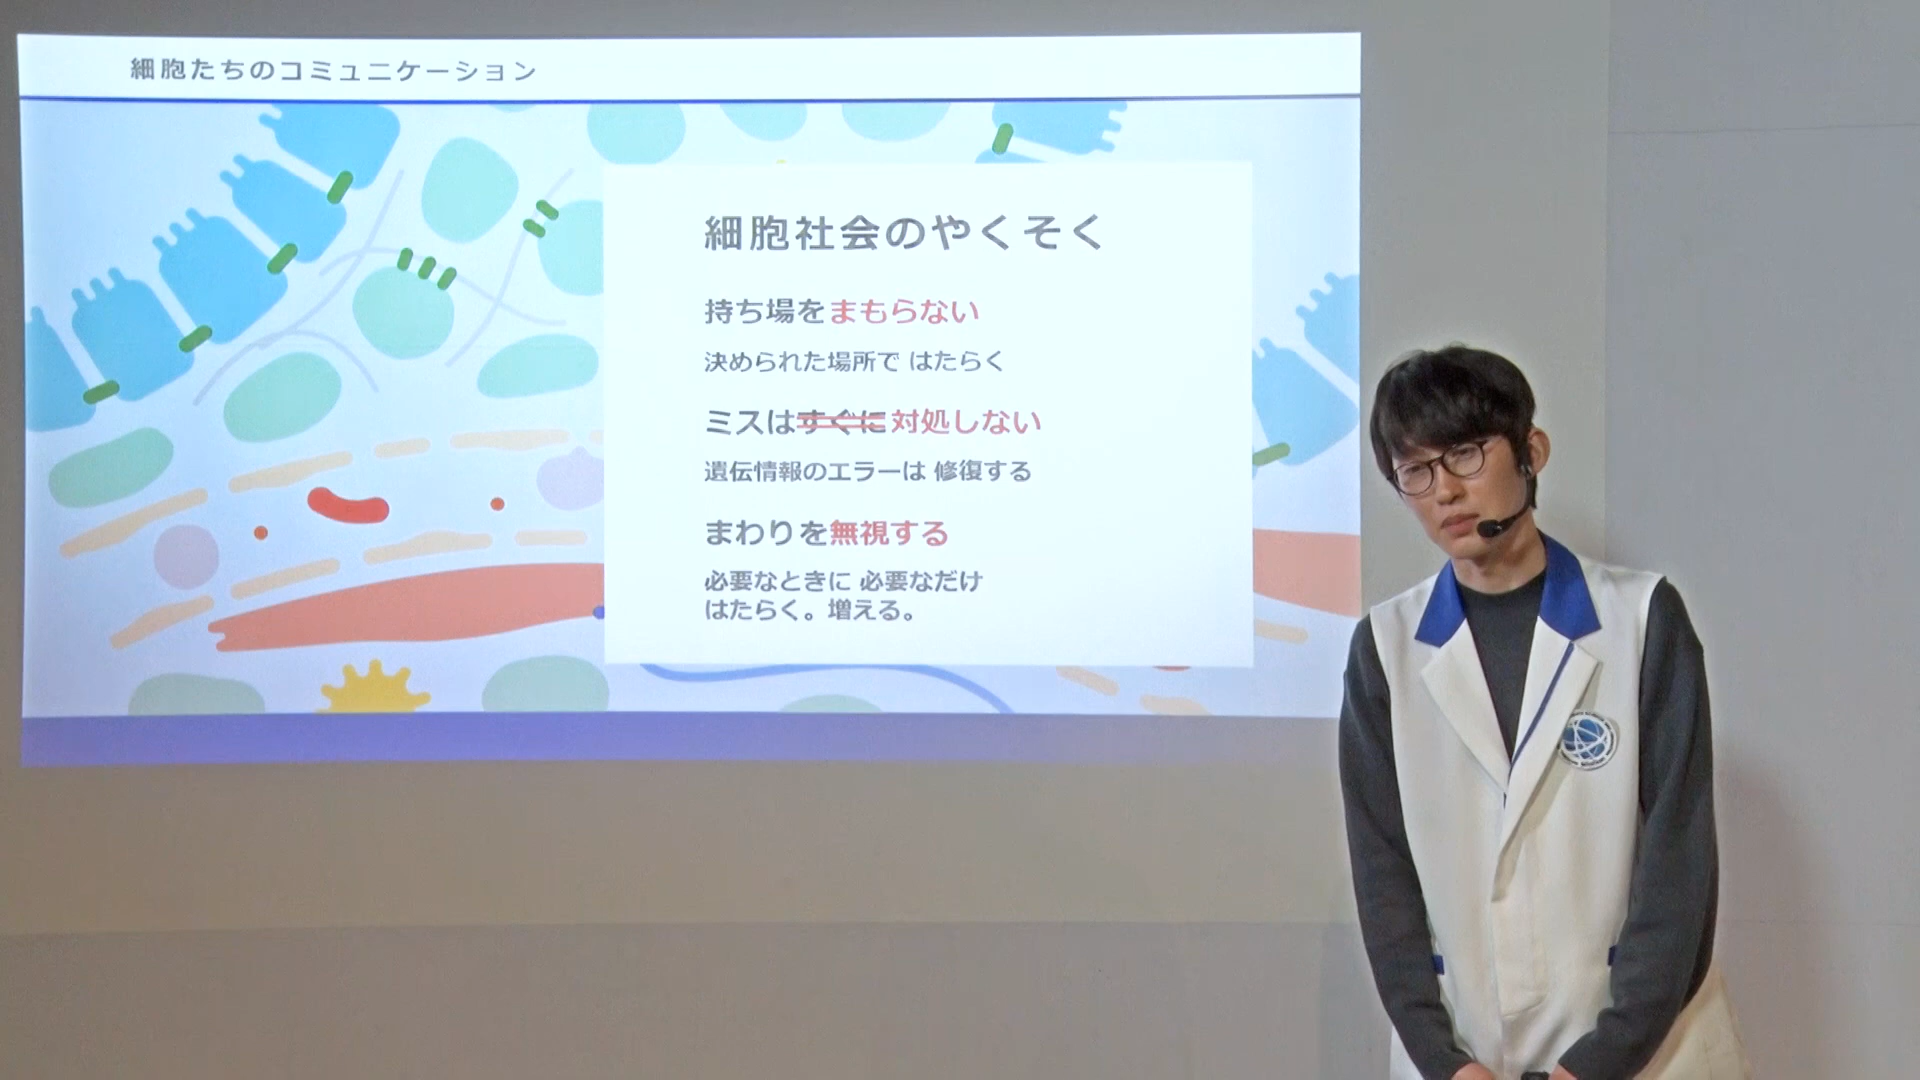 細胞たちのコミュニケーション
細胞社会のやくそく
持ち場をまもらない
決められた場所で はたらく
ミスはすぐに対処しない
遺伝情報のエラーは 修復する
まわりを無視する
必要なときに 必要なだけ
はたらく。増える。